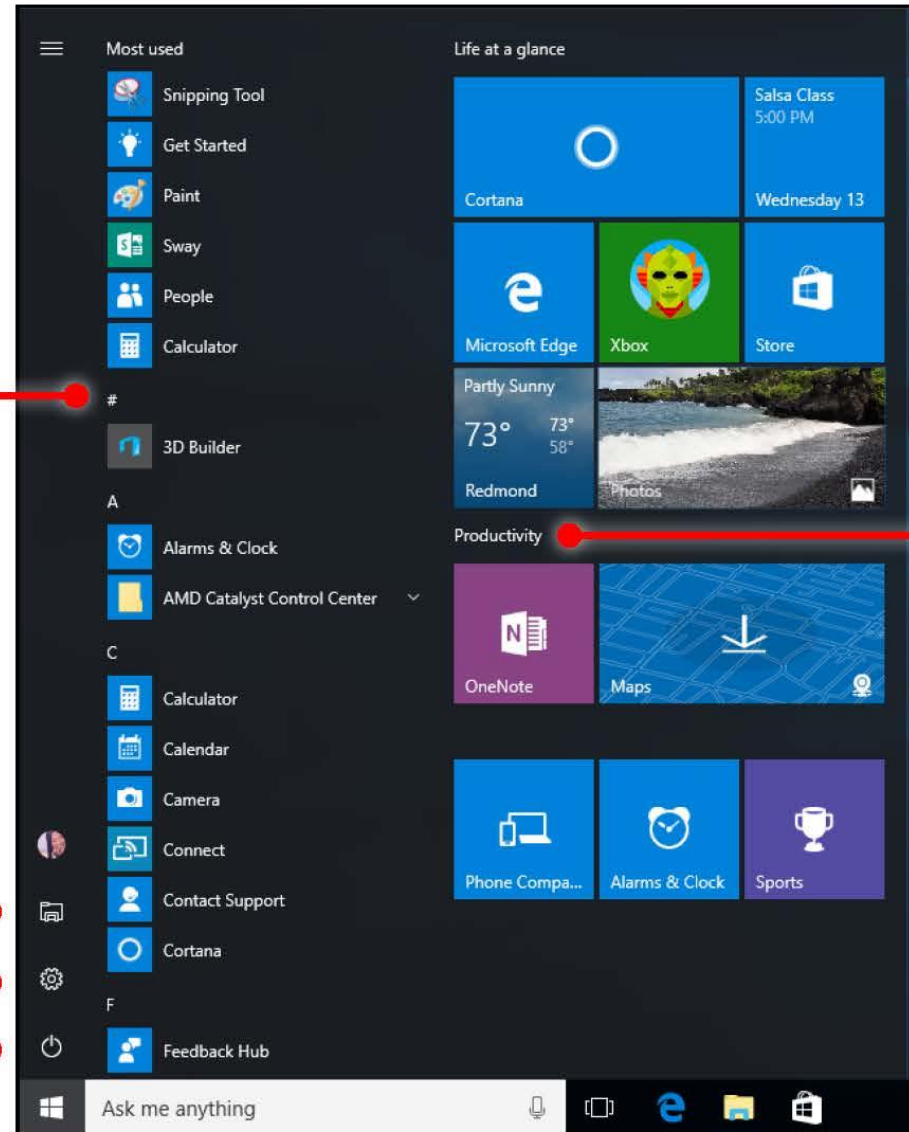 Most used
Snipping Tool
Get Started
Paint
Sway
People
Calculator
#
3D Builder
A
Alarms & Clock
AMD Catalyst Control Center
C
Calculator
Calendar
Camera
Connect
Contact Support
Cortana
F
Feedback Hub
Life at a glance
Cortana
Salsa Class
5:00 PM
Wednesday 13
Microsoft Edge
Xbox
Store
Partly Sunny
73° 73°
58°
Redmond
Photos
Productivity
OneNote
Maps
Phone Compa...
Alarms & Clock
Sports
Ask me anything